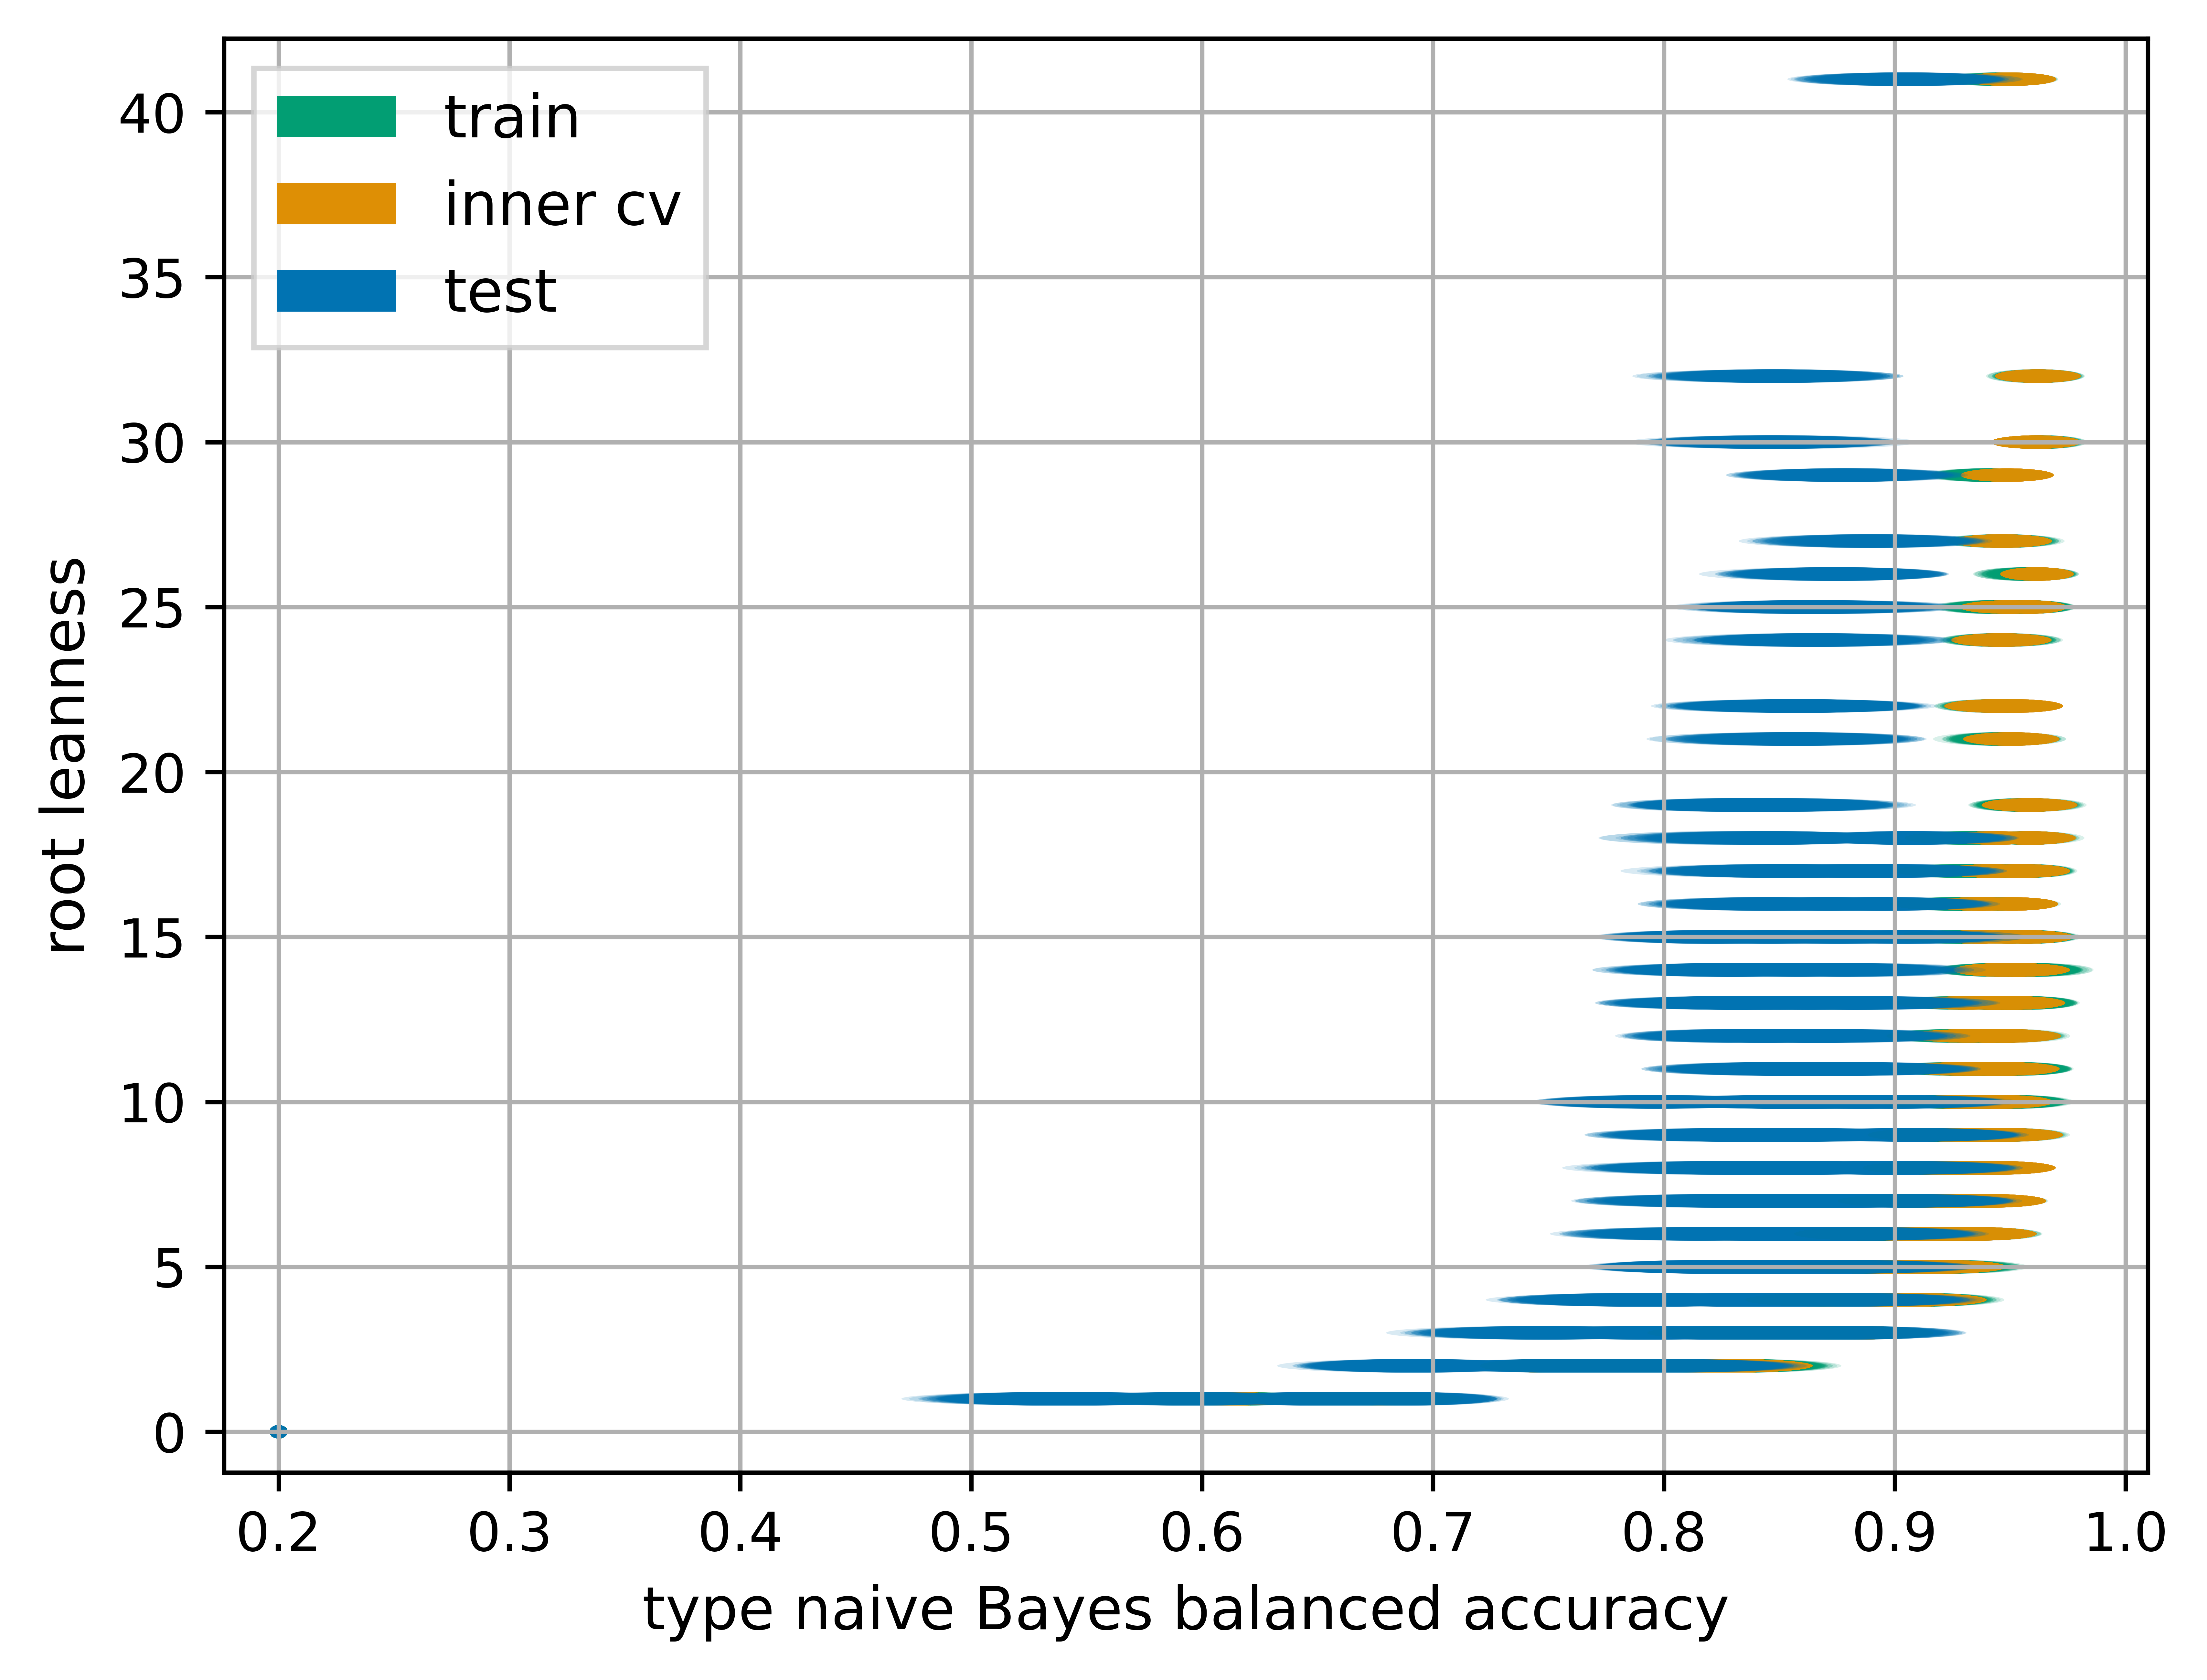 train
inner cv
test
40
35
30
25
20
15
10
5
0
root leanness
0.2 0.3 0.4 0.5 0.6 0.7 0.8 0.9 1.0
type naive Bayes balanced accuracy